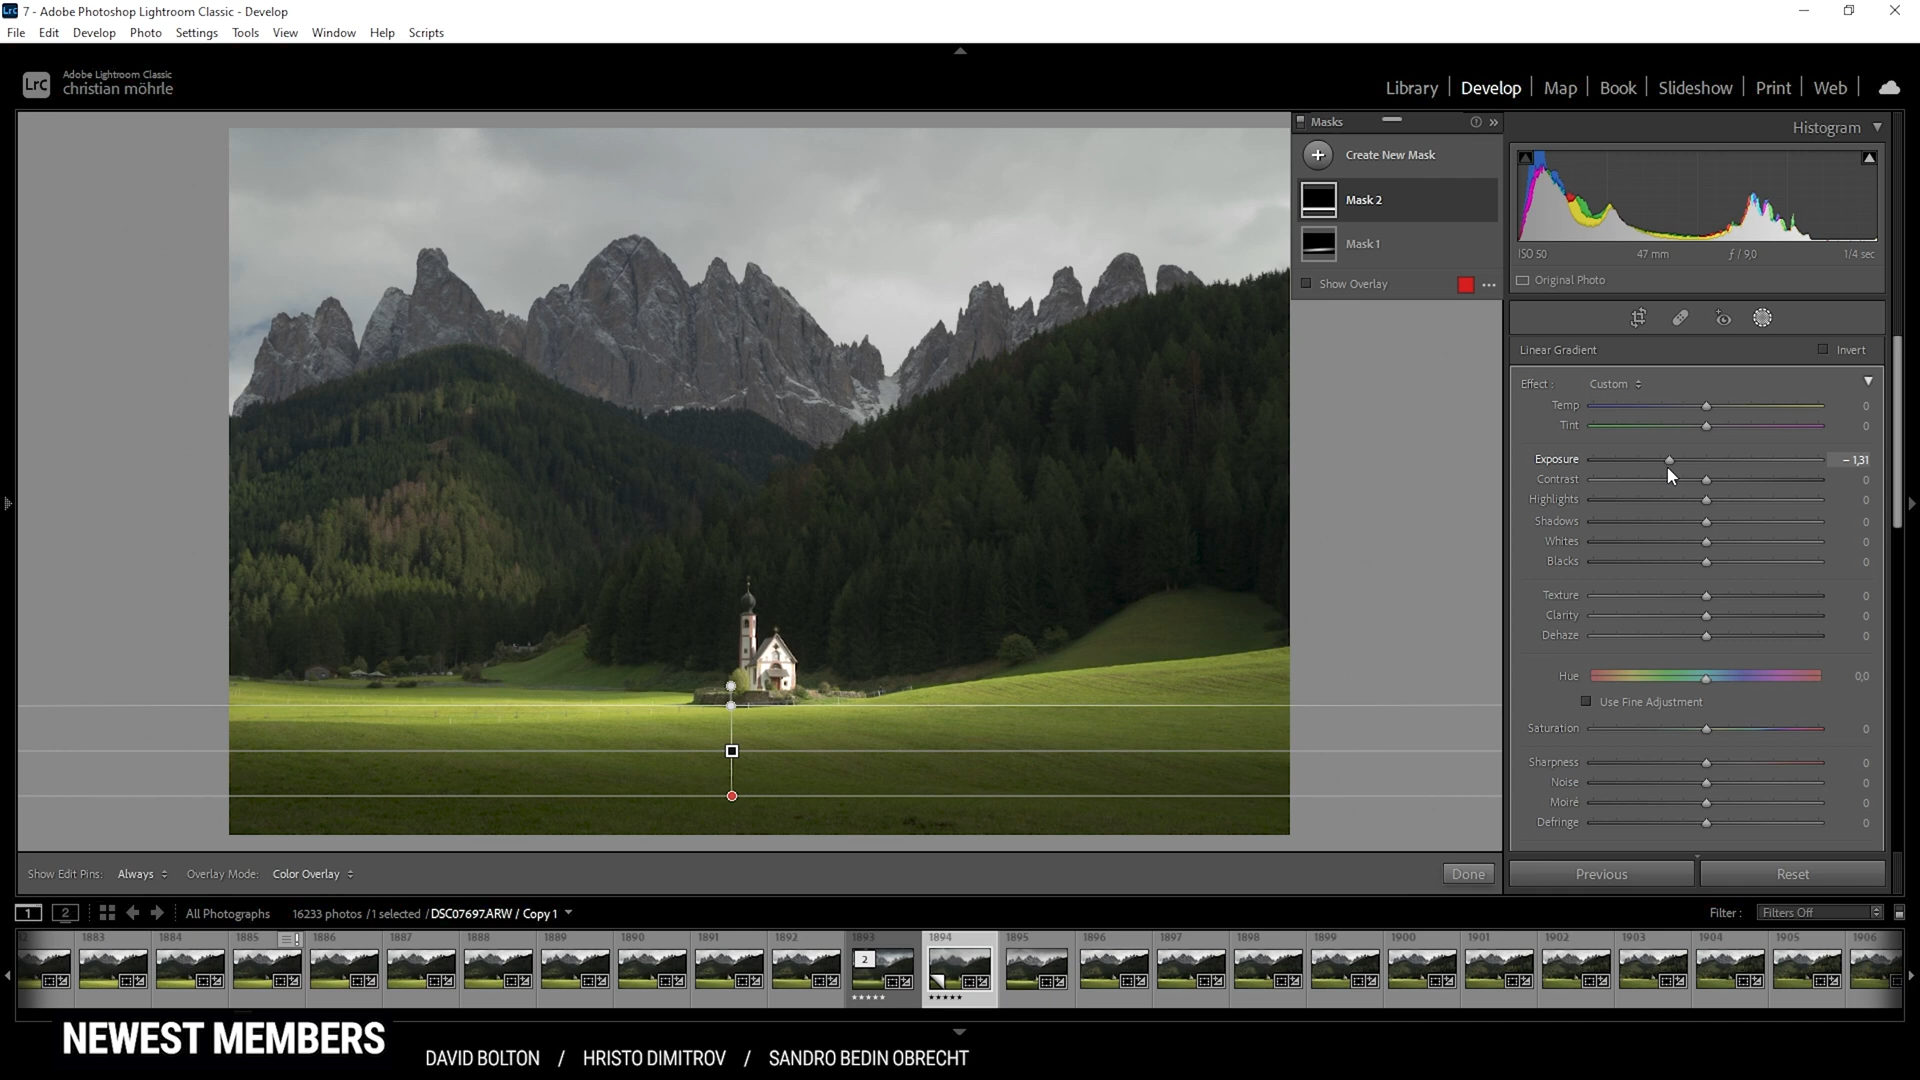 Lrc 7 - Adobe Photoshop Lightroom Classic - Develop
File Edit Develop Photo Settings Tools View Window Help Scripts
LrC
Adobe Lightroom Classic
christian möhrle
Library | Develop | Map | Book | Slideshow | Print | Web |
Masks
Create New Mask
Mask 2
Mask 1
Show Overlay
Histogram
ISO 50 47 mm ƒ / 9,0 1/4 sec
Original Photo
Linear Gradient Invert
Effect : Custom
Temp 0
Tint 0
Exposure – 1,31
Contrast 0
Highlights 0
Shadows 0
Whites 0
Blacks 0
Texture 0
Clarity 0
Dehaze 0
Hue 0,0
Use Fine Adjustment
Saturation 0
Sharpness 0
Noise 0
Moiré 0
Defringe 0
Show Edit Pins: Always Overlay Mode: Color Overlay Done
Previous Reset
1 2 All Photographs 16233 photos / 1 selected / DSC07697.ARW / Copy 1 Filter : Filters Off
1883 1884 1885 1886 1887 1888 1889 1890 1891 1892 1893 1894 1895 1896 1897 1898 1899 1900 1901 1902 1903 1904 1905 1906
2
NEWEST MEMBERS
DAVID BOLTON / HRISTO DIMITROV / SANDRO BEDIN OBRECHT